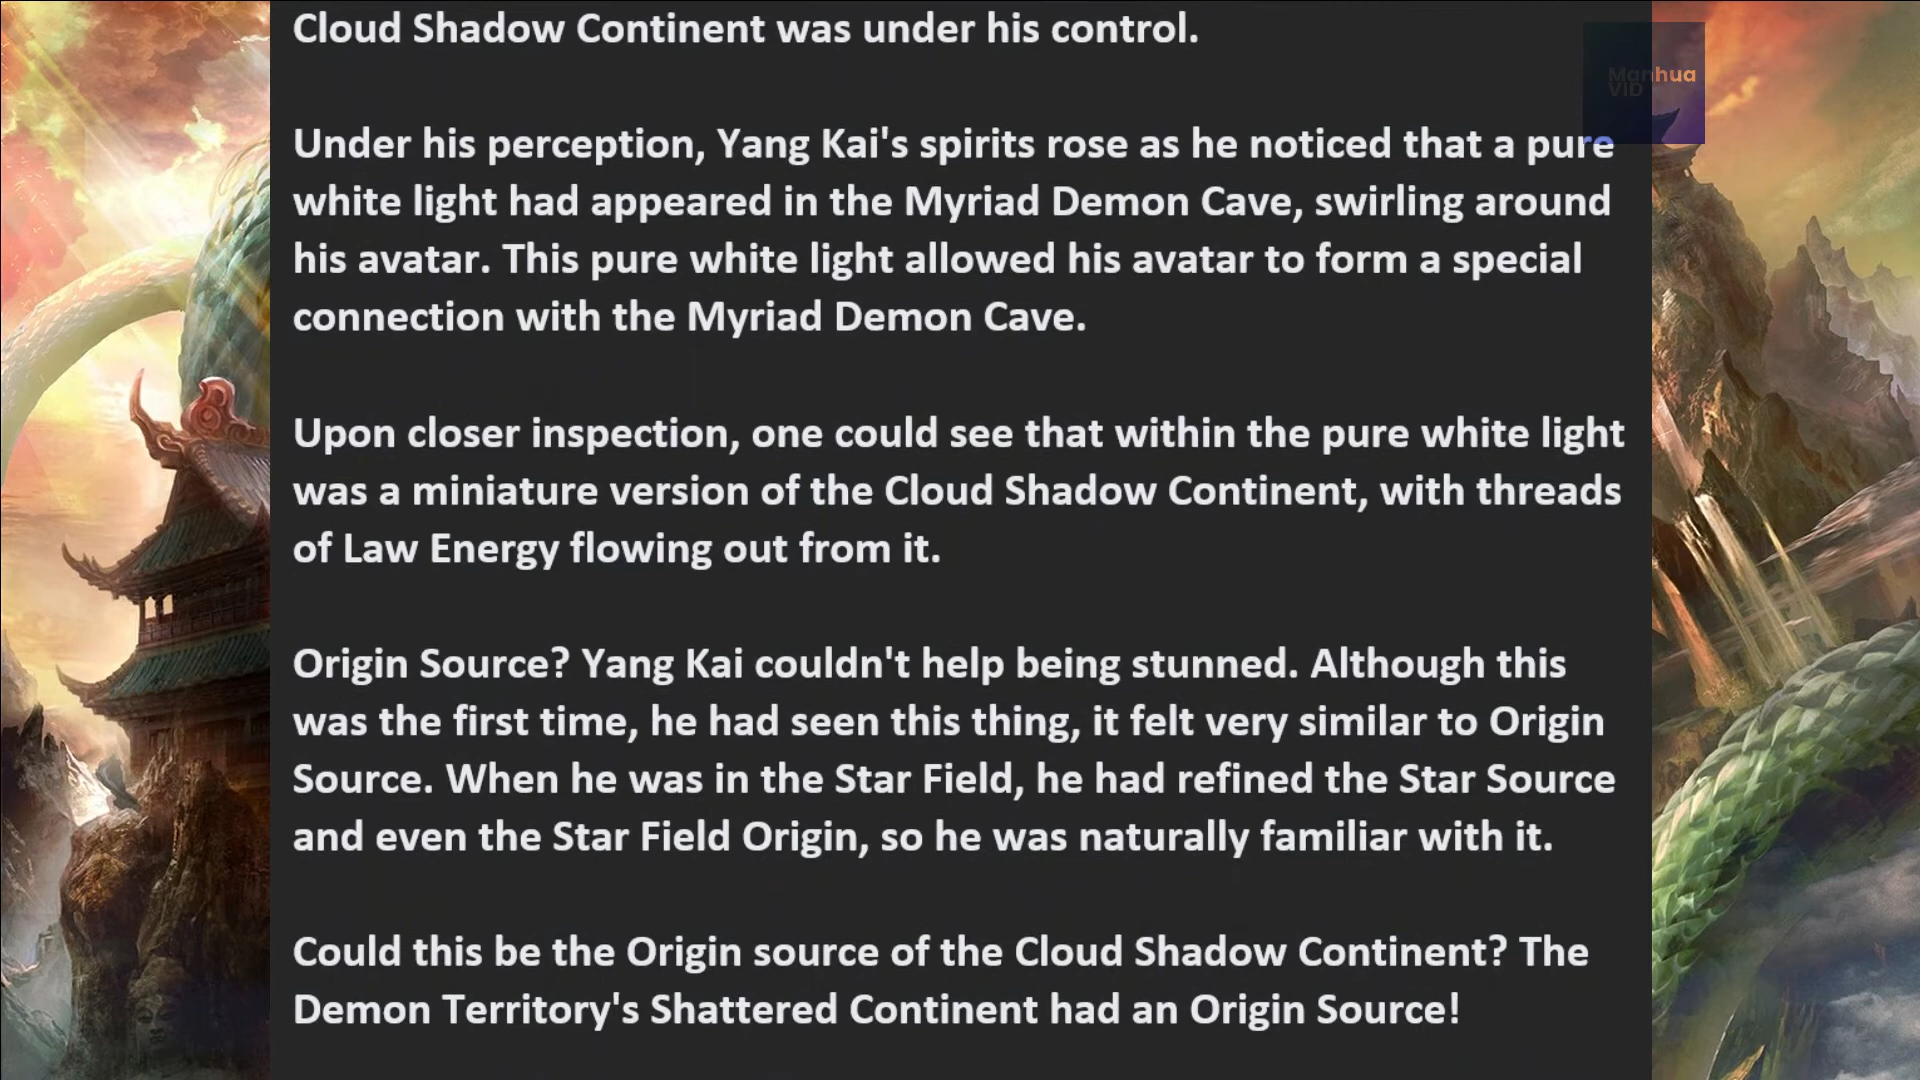 Cloud Shadow Continent was under his control.
Manhua
VID
Under his perception, Yang Kai's spirits rose as he noticed that a pure
white light had appeared in the Myriad Demon Cave, swirling around
his avatar. This pure white light allowed his avatar to form a special
connection with the Myriad Demon Cave.
Upon closer inspection, one could see that within the pure white light
was a miniature version of the Cloud Shadow Continent, with threads
of Law Energy flowing out from it.
Origin Source? Yang Kai couldn't help being stunned. Although this
was the first time, he had seen this thing, it felt very similar to Origin
Source. When he was in the Star Field, he had refined the Star Source
and even the Star Field Origin, so he was naturally familiar with it.
Could this be the Origin source of the Cloud Shadow Continent? The
Demon Territory's Shattered Continent had an Origin Source!